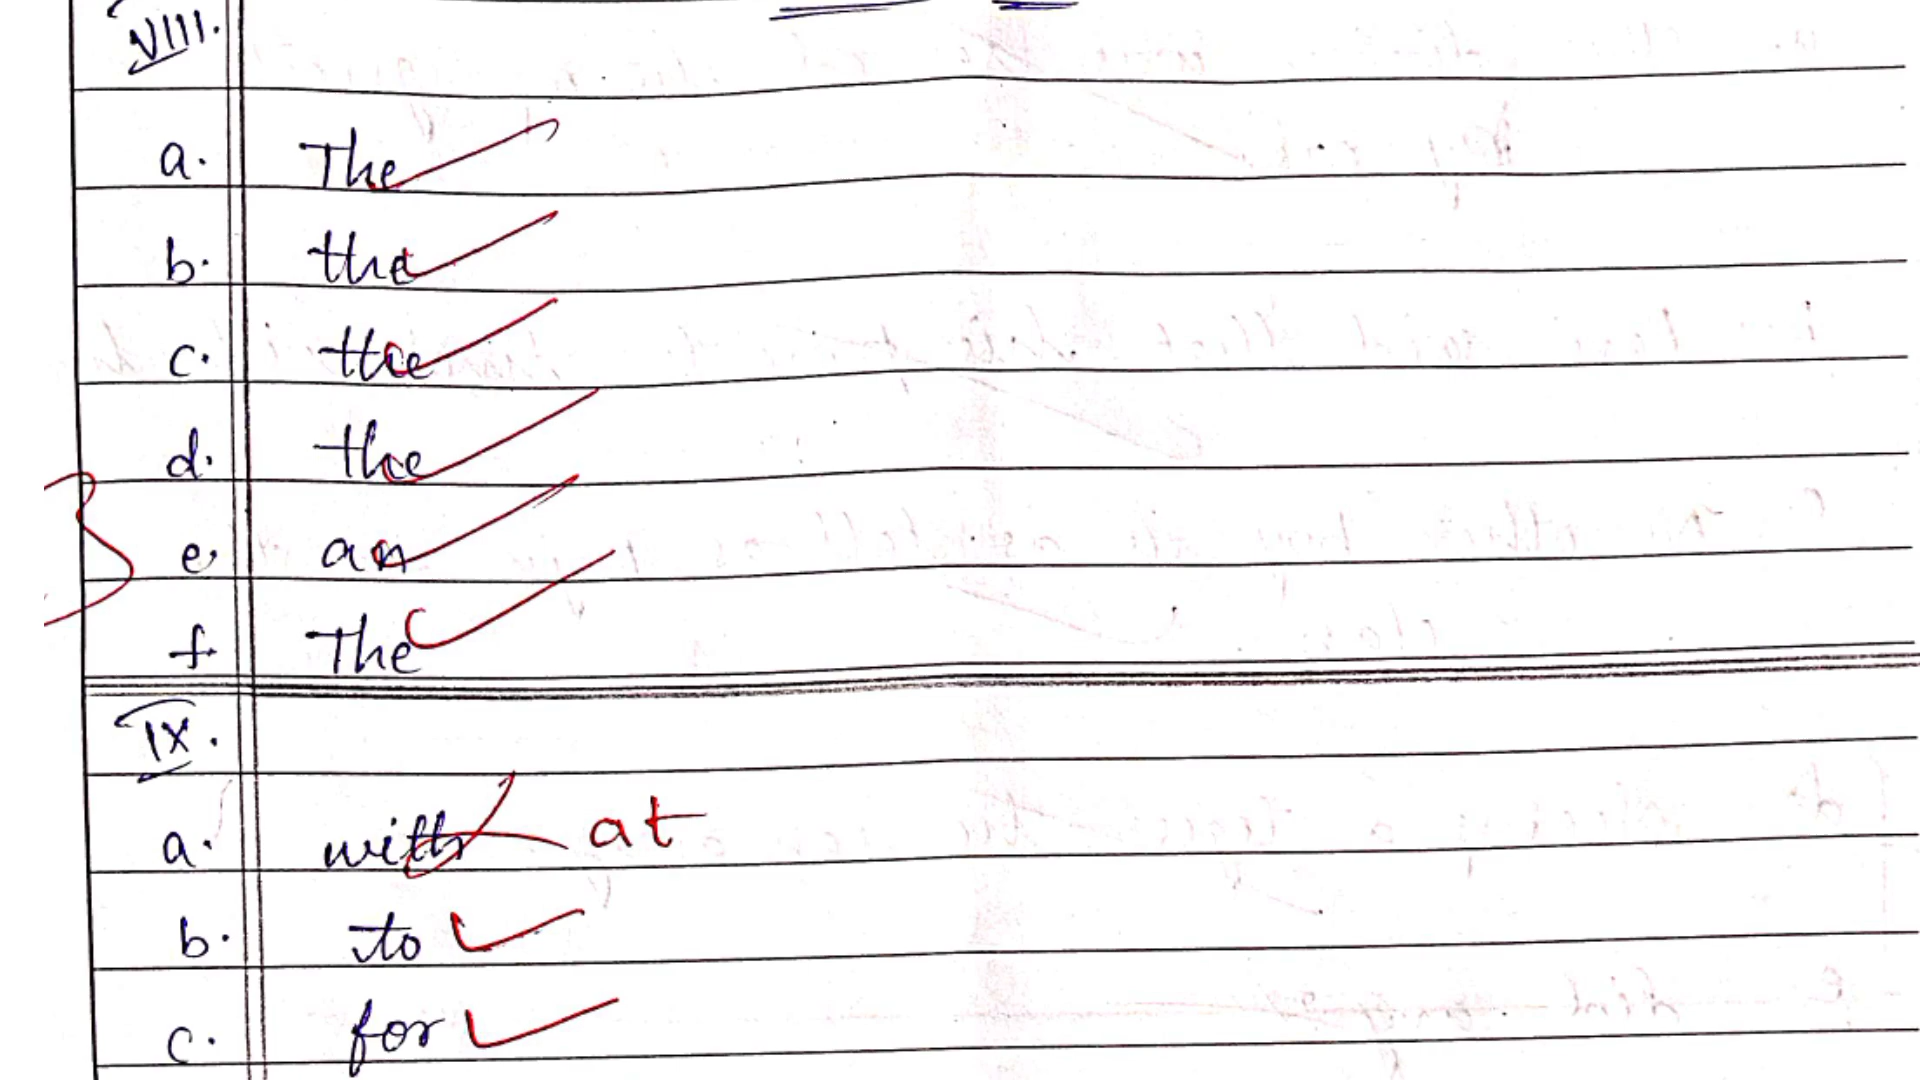 VIII.
a. The
b. the
c. the
d. the
e. an
f. The
IX.
a. with at
b. to
c. for